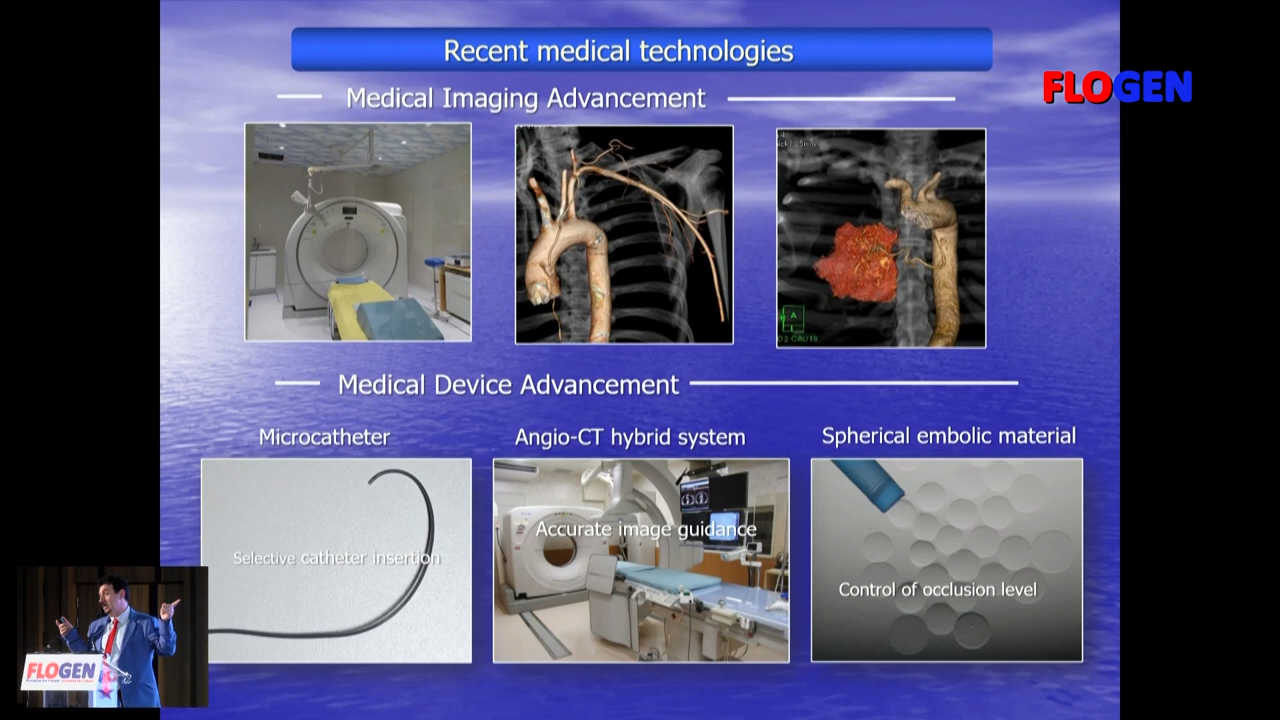 Recent medical technologies
FLOGEN
Medical Imaging Advancement
A
Medical Device Advancement
Microcatheter
Angio-CT hybrid system
Spherical embolic material
Selective catheter insertion
Accurate image guidance
Control of occlusion level
FLOGEN